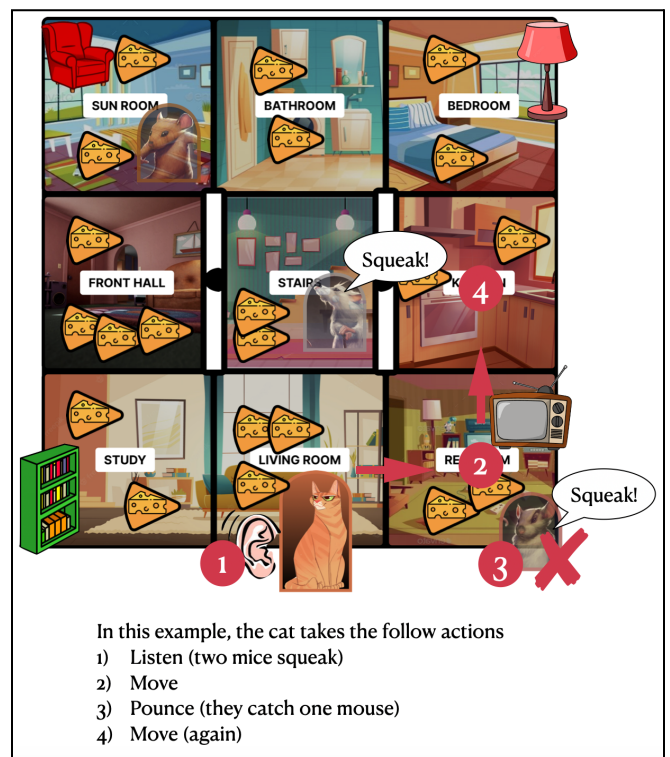 SUN ROOM
BATHROOM
BEDROOM
Squeak!
FRONT HALL
STAIRS
4
STUDY
LIVING ROOM
2
Squeak!
1
3
In this example, the cat takes the follow actions
1) Listen (two mice squeak)
2) Move
3) Pounce (they catch one mouse)
4) Move (again)